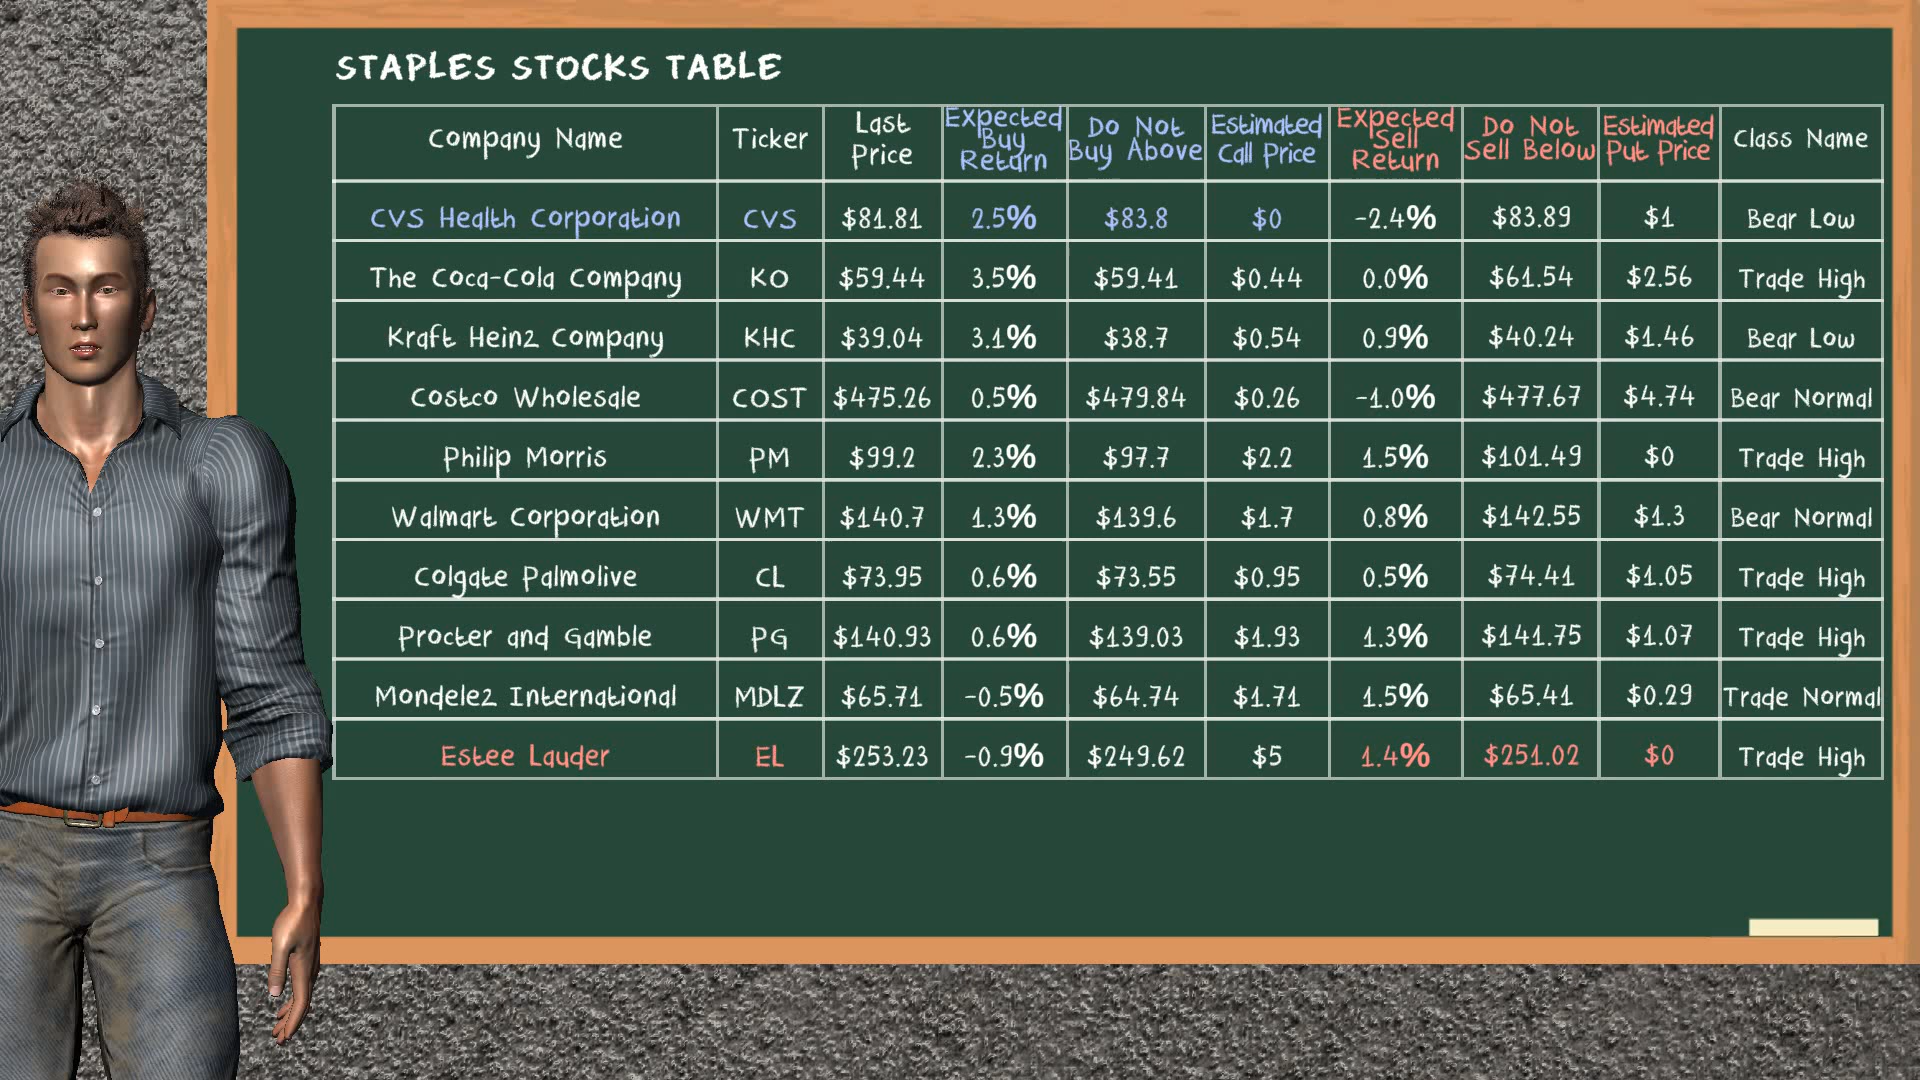 STAPLES STOCKS TABLE
Company Name Ticker Last Price Expected Buy Return Do Not Buy Above Estimated Call Price Expected Sell Return Do Not Sell Below Estimated Put Price Class Name
CVS Health Corporation CVS $81.81 2.5% $83.8 $0 -2.4% $83.89 $1 Bear Low
The Coca-Cola Company KO $59.44 3.5% $59.41 $0.44 0.0% $61.54 $2.56 Trade High
Kraft Heinz Company KHC $39.04 3.1% $38.7 $0.54 0.9% $40.24 $1.46 Bear Low
Costco Wholesale COST $475.26 0.5% $479.84 $0.26 -1.0% $477.67 $4.74 Bear Normal
Philip Morris PM $99.2 2.3% $97.7 $2.2 1.5% $101.49 $0 Trade High
Walmart Corporation WMT $140.7 1.3% $139.6 $1.7 0.8% $142.55 $1.3 Bear Normal
Colgate Palmolive CL $73.95 0.6% $73.55 $0.95 0.5% $74.41 $1.05 Trade High
Procter and Gamble PG $140.93 0.6% $139.03 $1.93 1.3% $141.75 $1.07 Trade High
Mondelez International MDLZ $65.71 -0.5% $64.74 $1.71 1.5% $65.41 $0.29 Trade Normal
Estee Lauder EL $253.23 -0.9% $249.62 $5 1.4% $251.02 $0 Trade High